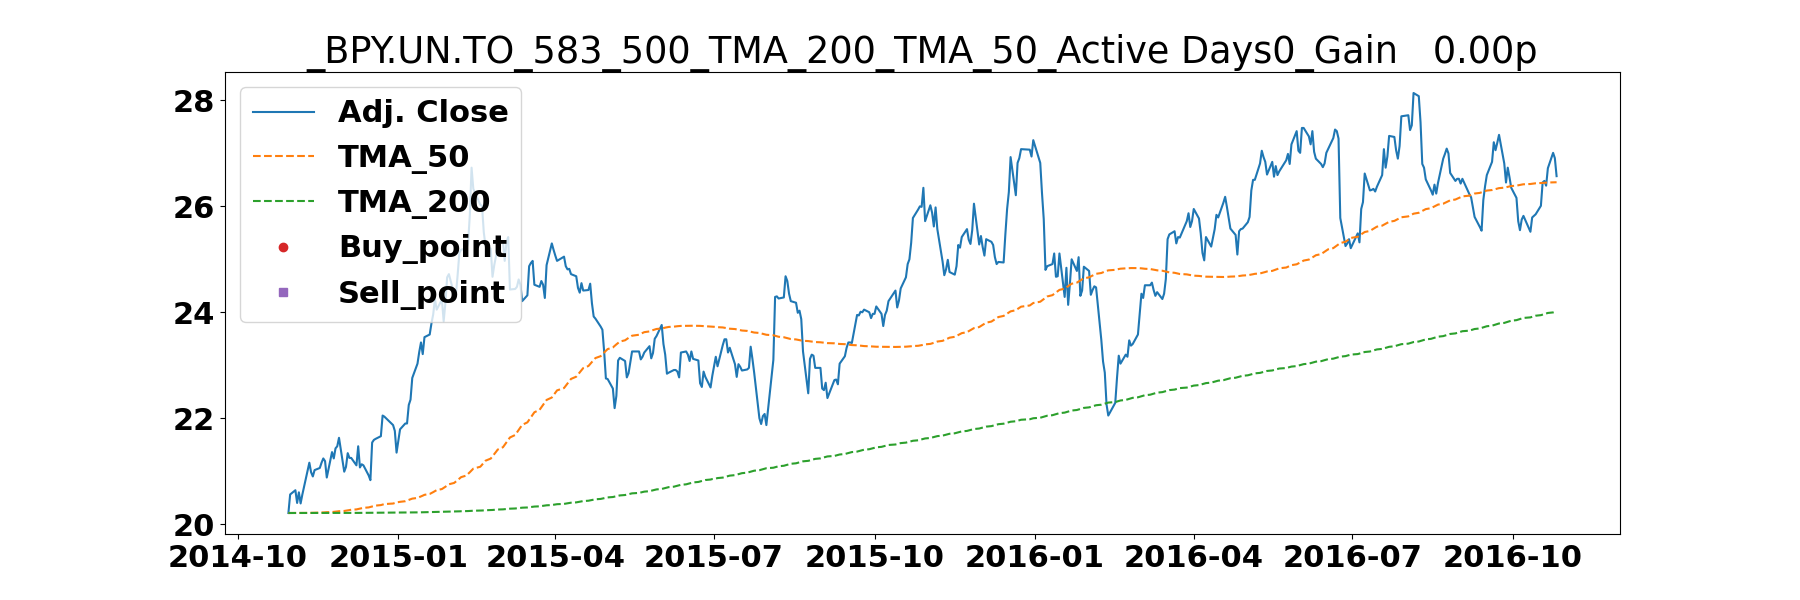 _BPY.UN.TO_583_500_TMA_200_TMA_50_Active Days0_Gain   0.00p
28
26
24
22
20
Adj. Close
TMA_50
TMA_200
Buy_point
Sell_point
2014-10 2015-01 2015-04 2015-07 2015-10 2016-01 2016-04 2016-07 2016-10